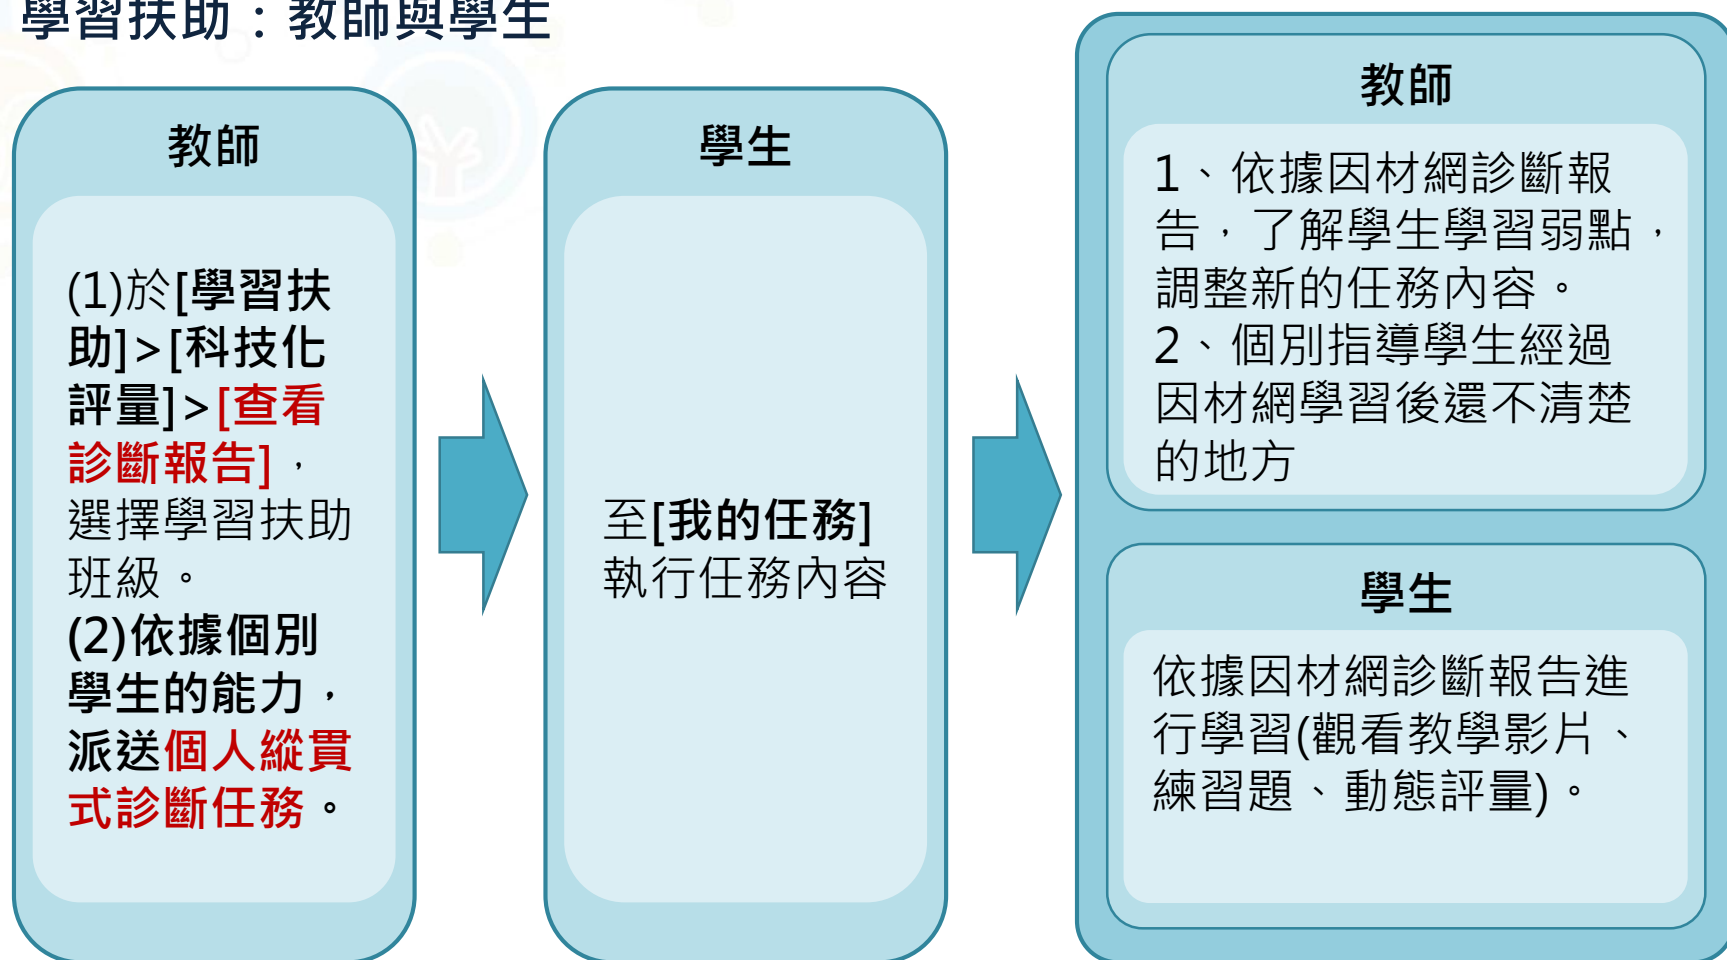 學習扶助：教師與學生
教師
(1)於[學習扶
助]>[科技化
評量]>[查看
診斷報告]，
選擇學習扶助
班級。
(2)依據個別
學生的能力，
派送個人縱貫
式診斷任務。
學生
至[我的任務]
執行任務內容
教師
1、依據因材網診斷報
告，了解學生學習弱點，
調整新的任務內容。
2、個別指導學生經過
因材網學習後還不清楚
的地方
學生
依據因材網診斷報告進
行學習(觀看教學影片、
練習題、動態評量)。